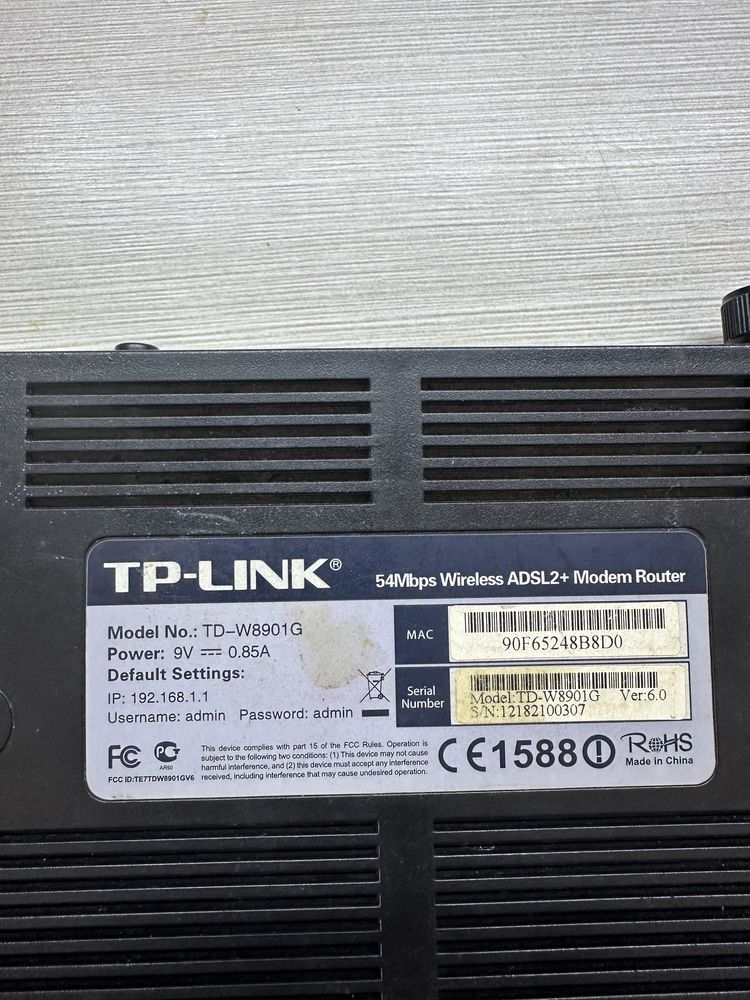 TP-LINK®
54Mbps Wireless ADSL2+ Modem Router
Model No.: TD-W8901G
Power: 9V 0.85A
Default Settings:
IP: 192.168.1.1
Username: admin Password: admin
MAC
90F65248B8D0
Serial
Number
Model:TD-W8901G Ver:6.0
S/N:12182100307
FC
PG
AR50
FCC ID:TE7TDW8901GV6
This device complies with part 15 of the FCC Rules. Operation is
subject to the following two conditions: (1) This device may not cause
harmful interference, and (2) this device must accept any interference
received, including interference that may cause undesired operation.
CE1588
RoHS
Made in China